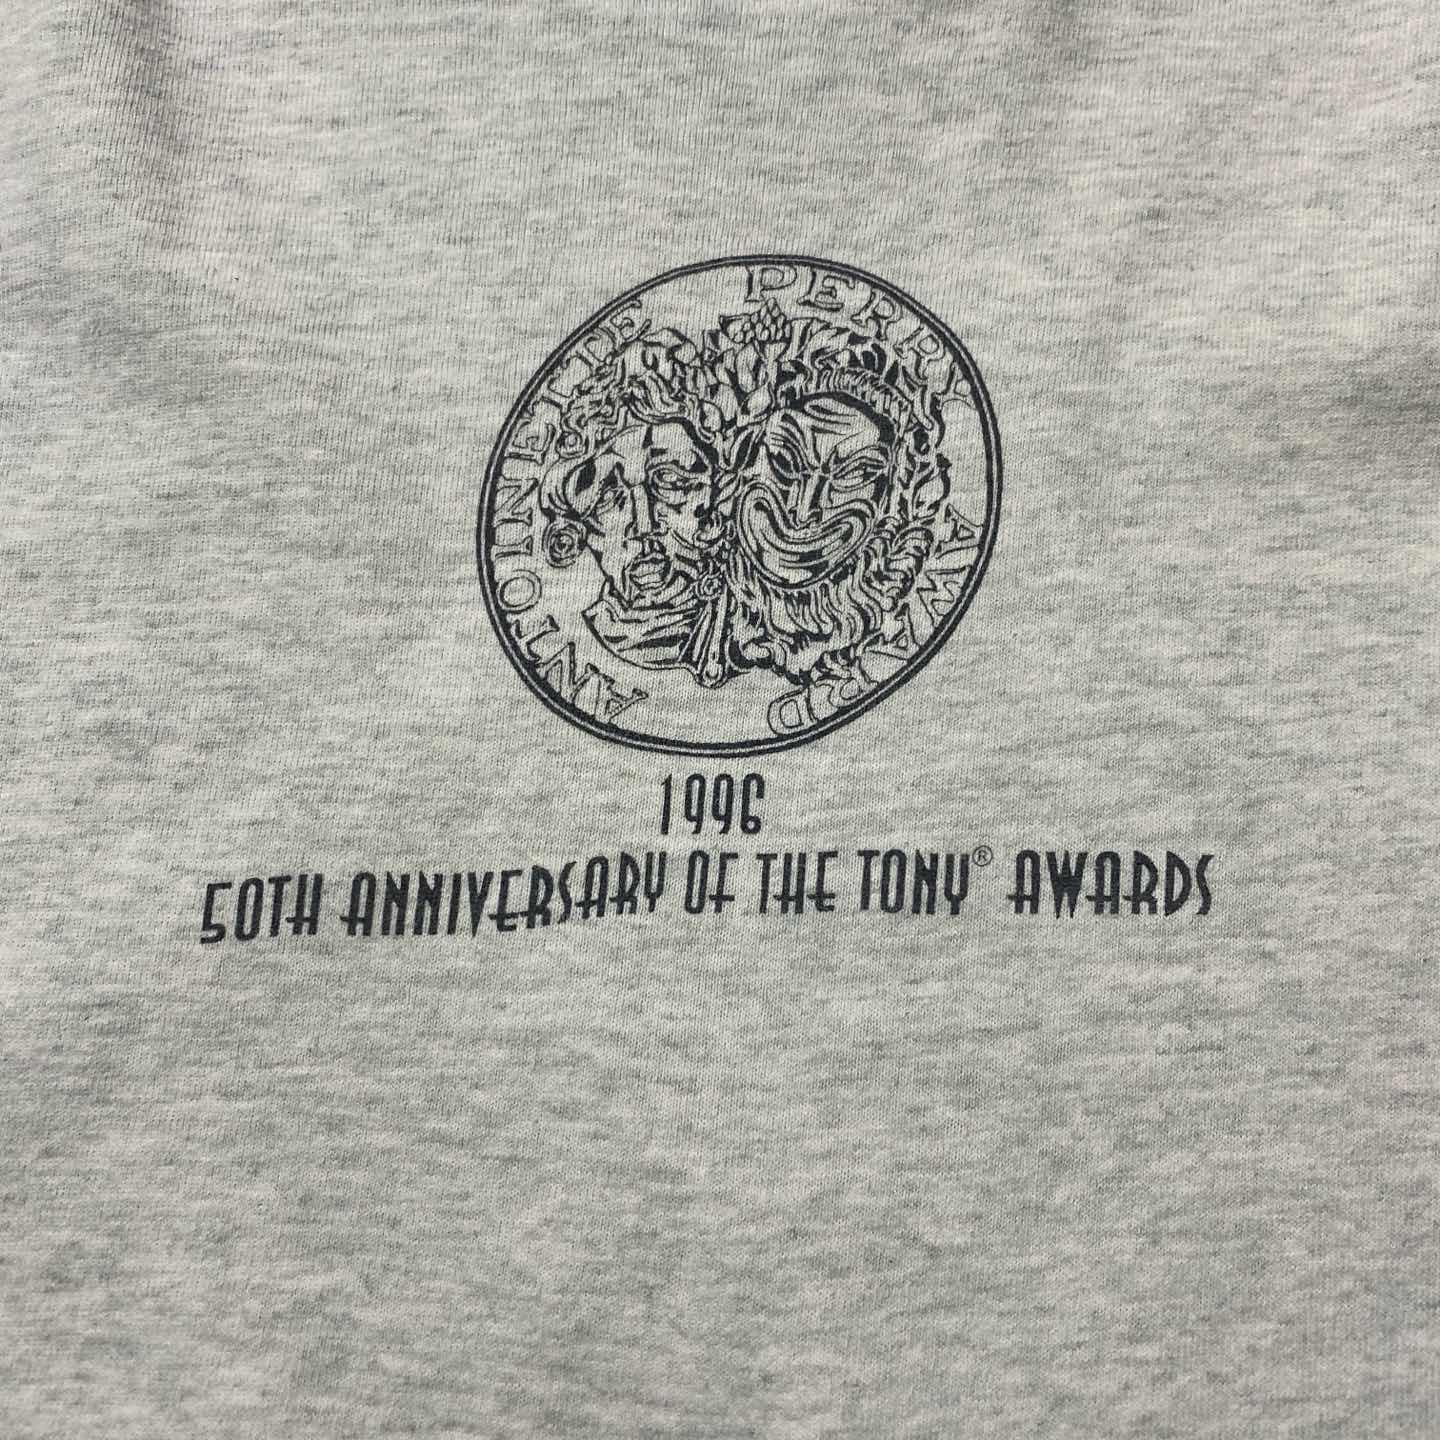 ANTOINETTE PERRY AWARD
1996
50TH ANNIVERSARY OF THE TONY® AWARDS